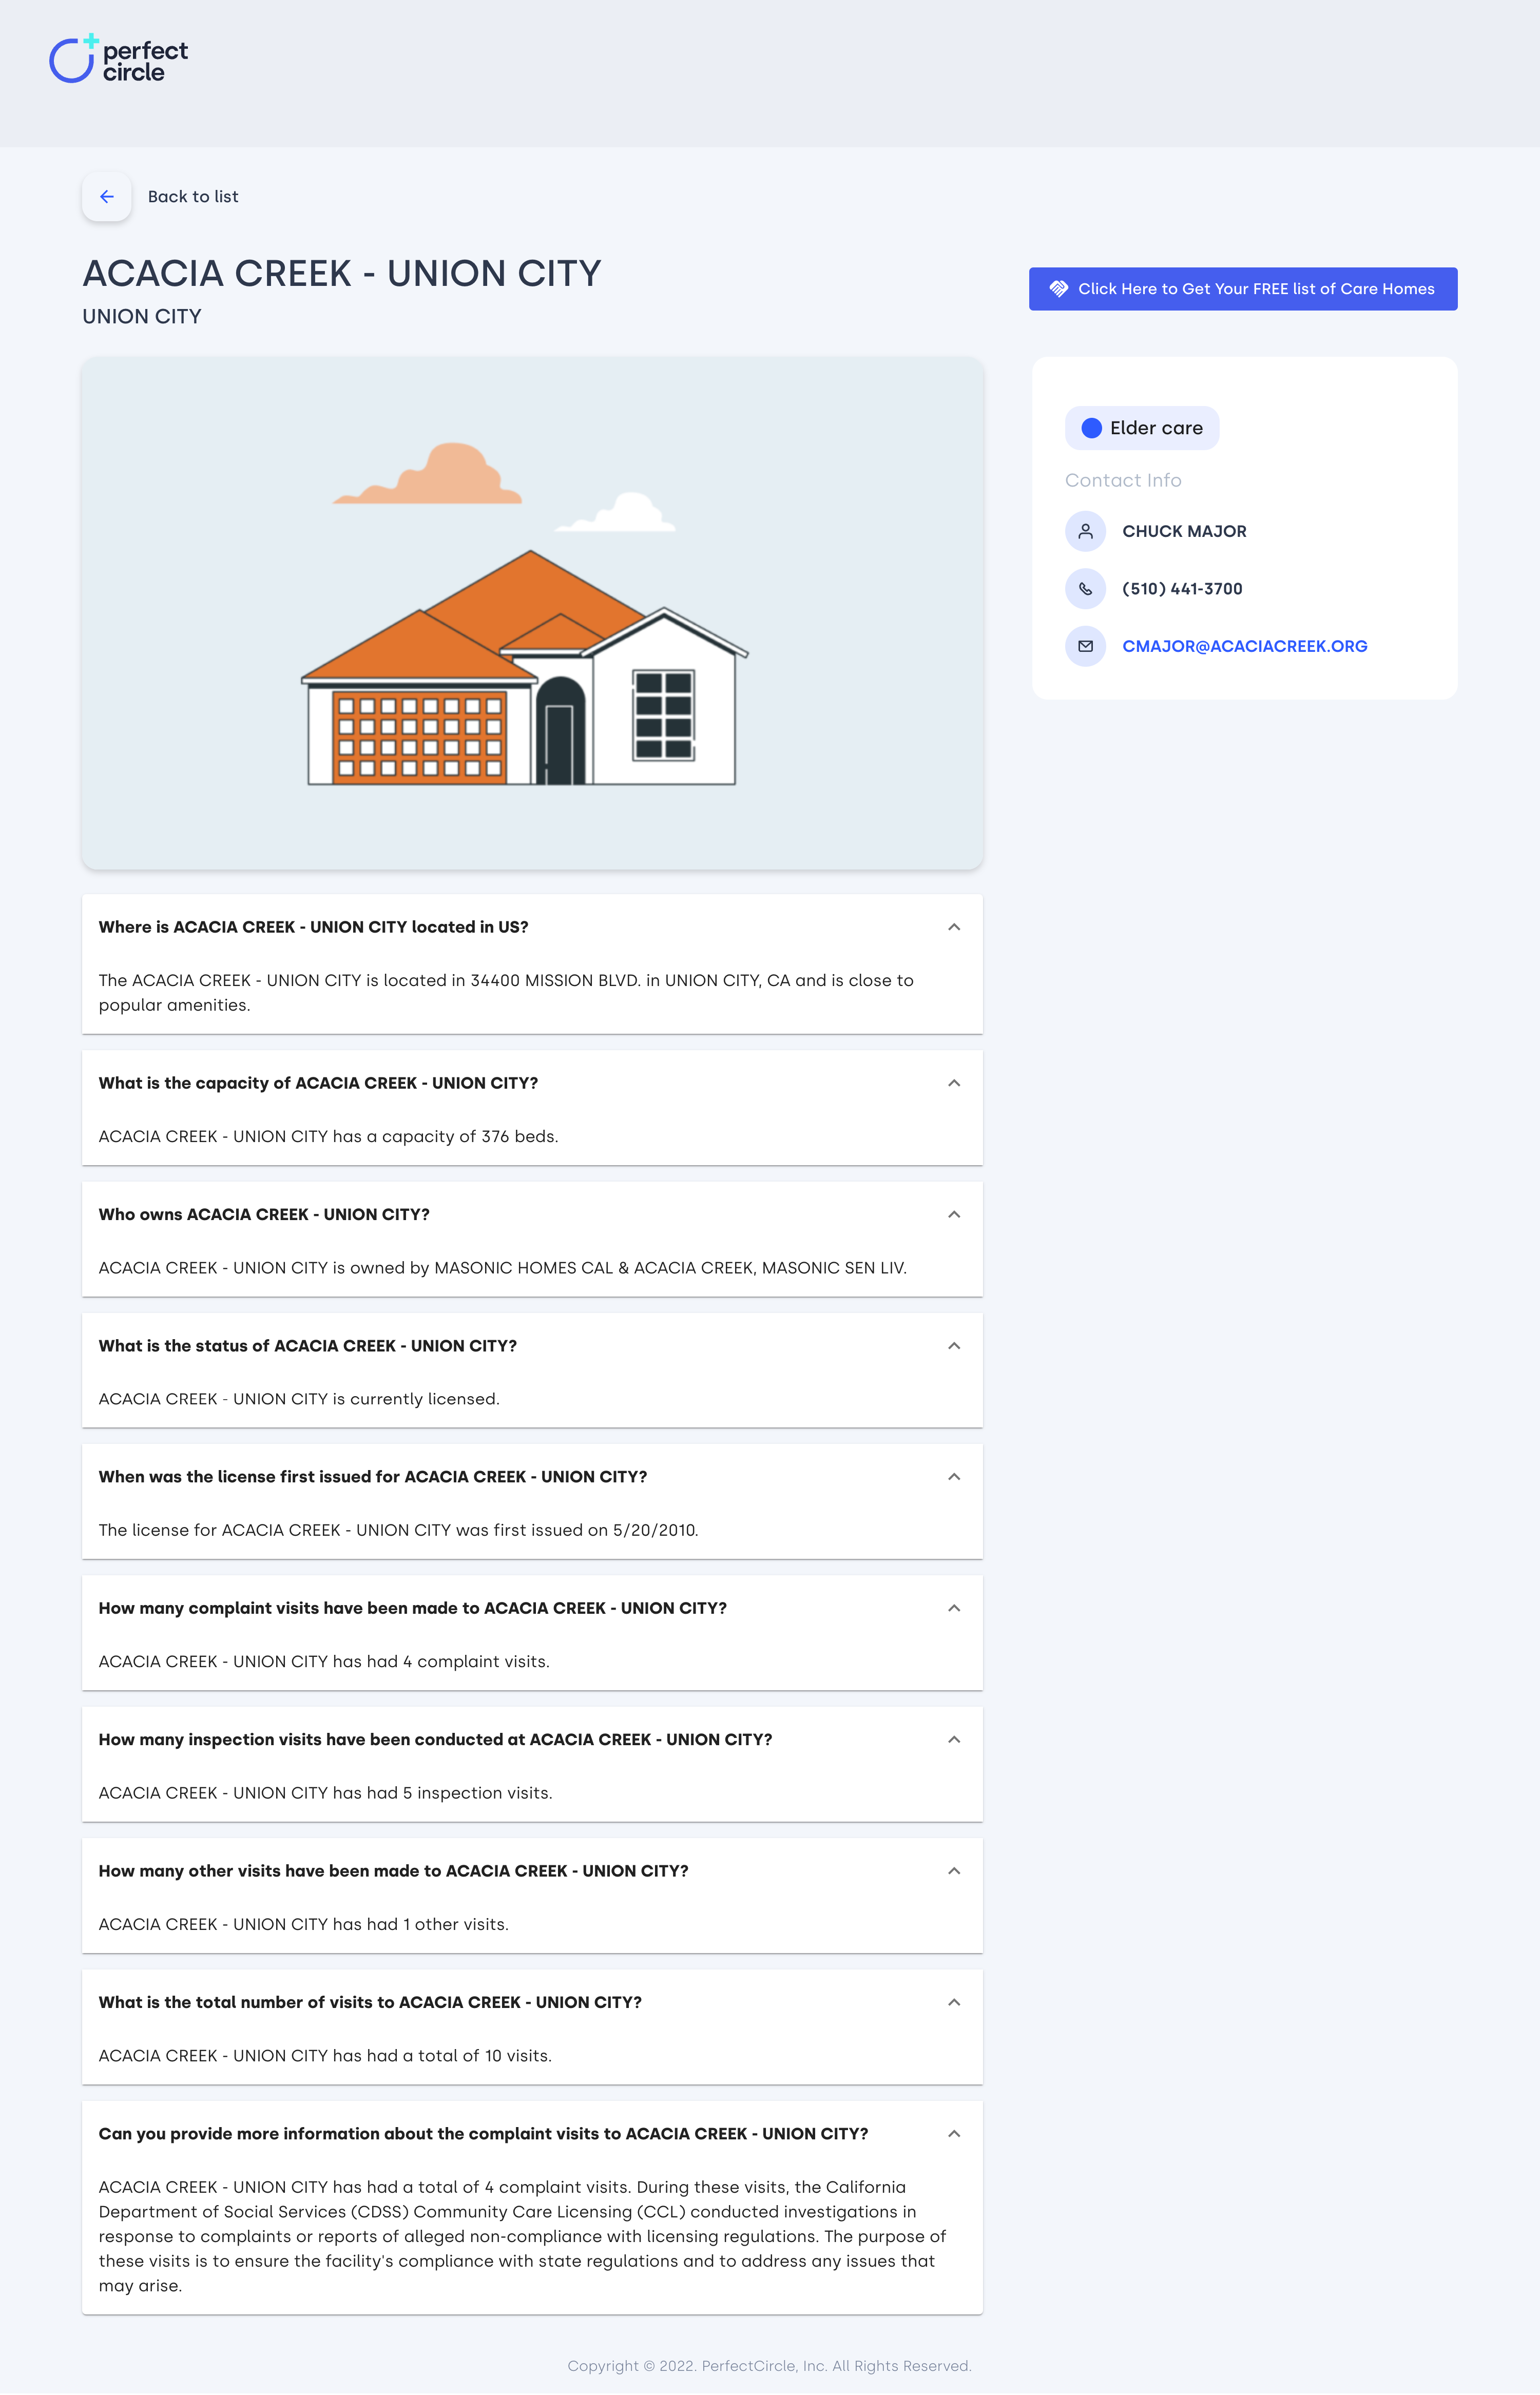 perfect
circle
Back to list
ACACIA CREEK - UNION CITY
UNION CITY
Click Here to Get Your FREE list of Care Homes
Elder care
Contact Info
CHUCK MAJOR
(510) 441-3700
CMAJOR@ACACIACREEK.ORG
Where is ACACIA CREEK - UNION CITY located in US?
The ACACIA CREEK - UNION CITY is located in 34400 MISSION BLVD. in UNION CITY, CA and is close to
popular amenities.
What is the capacity of ACACIA CREEK - UNION CITY?
ACACIA CREEK - UNION CITY has a capacity of 376 beds.
Who owns ACACIA CREEK - UNION CITY?
ACACIA CREEK - UNION CITY is owned by MASONIC HOMES CAL & ACACIA CREEK, MASONIC SEN LIV.
What is the status of ACACIA CREEK - UNION CITY?
ACACIA CREEK - UNION CITY is currently licensed.
When was the license first issued for ACACIA CREEK - UNION CITY?
The license for ACACIA CREEK - UNION CITY was first issued on 5/20/2010.
How many complaint visits have been made to ACACIA CREEK - UNION CITY?
ACACIA CREEK - UNION CITY has had 4 complaint visits.
How many inspection visits have been conducted at ACACIA CREEK - UNION CITY?
ACACIA CREEK - UNION CITY has had 5 inspection visits.
How many other visits have been made to ACACIA CREEK - UNION CITY?
ACACIA CREEK - UNION CITY has had 1 other visits.
What is the total number of visits to ACACIA CREEK - UNION CITY?
ACACIA CREEK - UNION CITY has had a total of 10 visits.
Can you provide more information about the complaint visits to ACACIA CREEK - UNION CITY?
ACACIA CREEK - UNION CITY has had a total of 4 complaint visits. During these visits, the California
Department of Social Services (CDSS) Community Care Licensing (CCL) conducted investigations in
response to complaints or reports of alleged non-compliance with licensing regulations. The purpose of
these visits is to ensure the facility's compliance with state regulations and to address any issues that
may arise.
Copyright © 2022. PerfectCircle, Inc. All Rights Reserved.